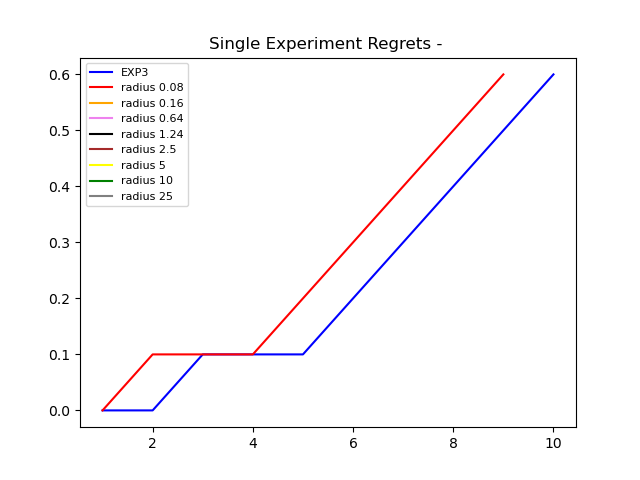 Single Experiment Regrets -
EXP3
radius 0.08
radius 0.16
radius 0.64
radius 1.24
radius 2.5
radius 5
radius 10
radius 25
0.6
0.5
0.4
0.3
0.2
0.1
0.0
2 4 6 8 10